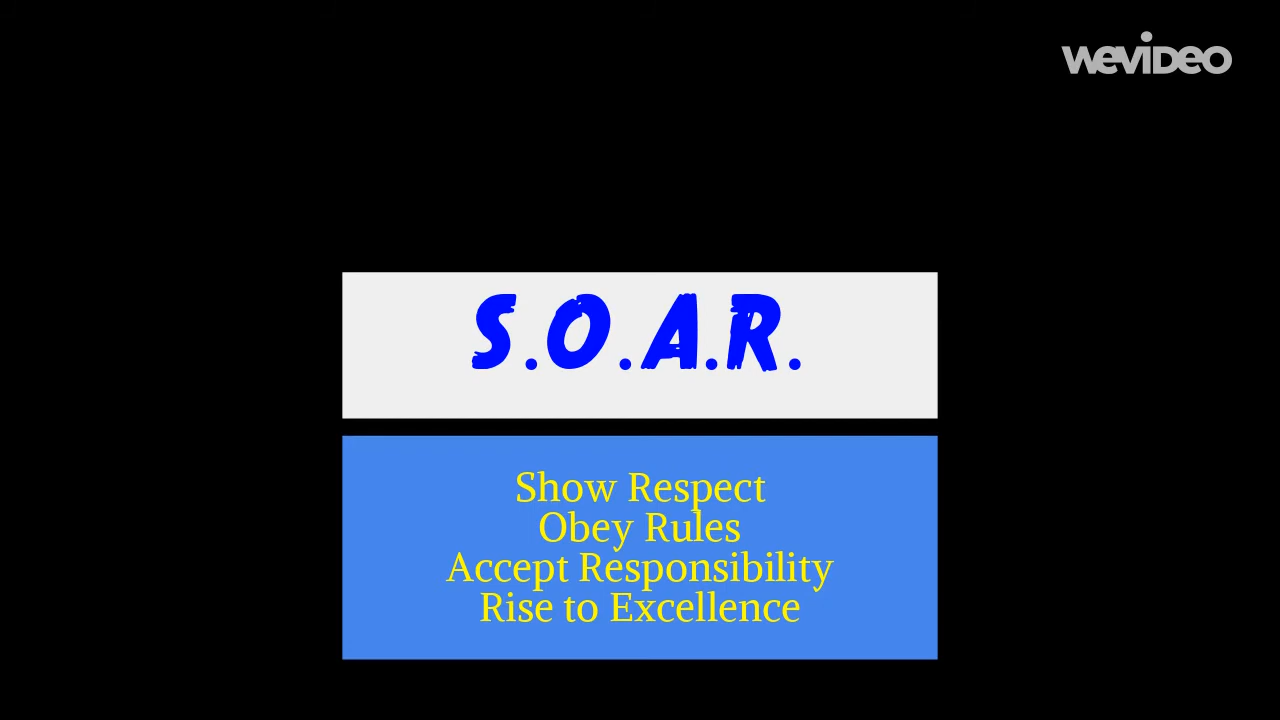 wevideo
S.O.A.R.
Show Respect
Obey Rules
Accept Responsibility
Rise to Excellence